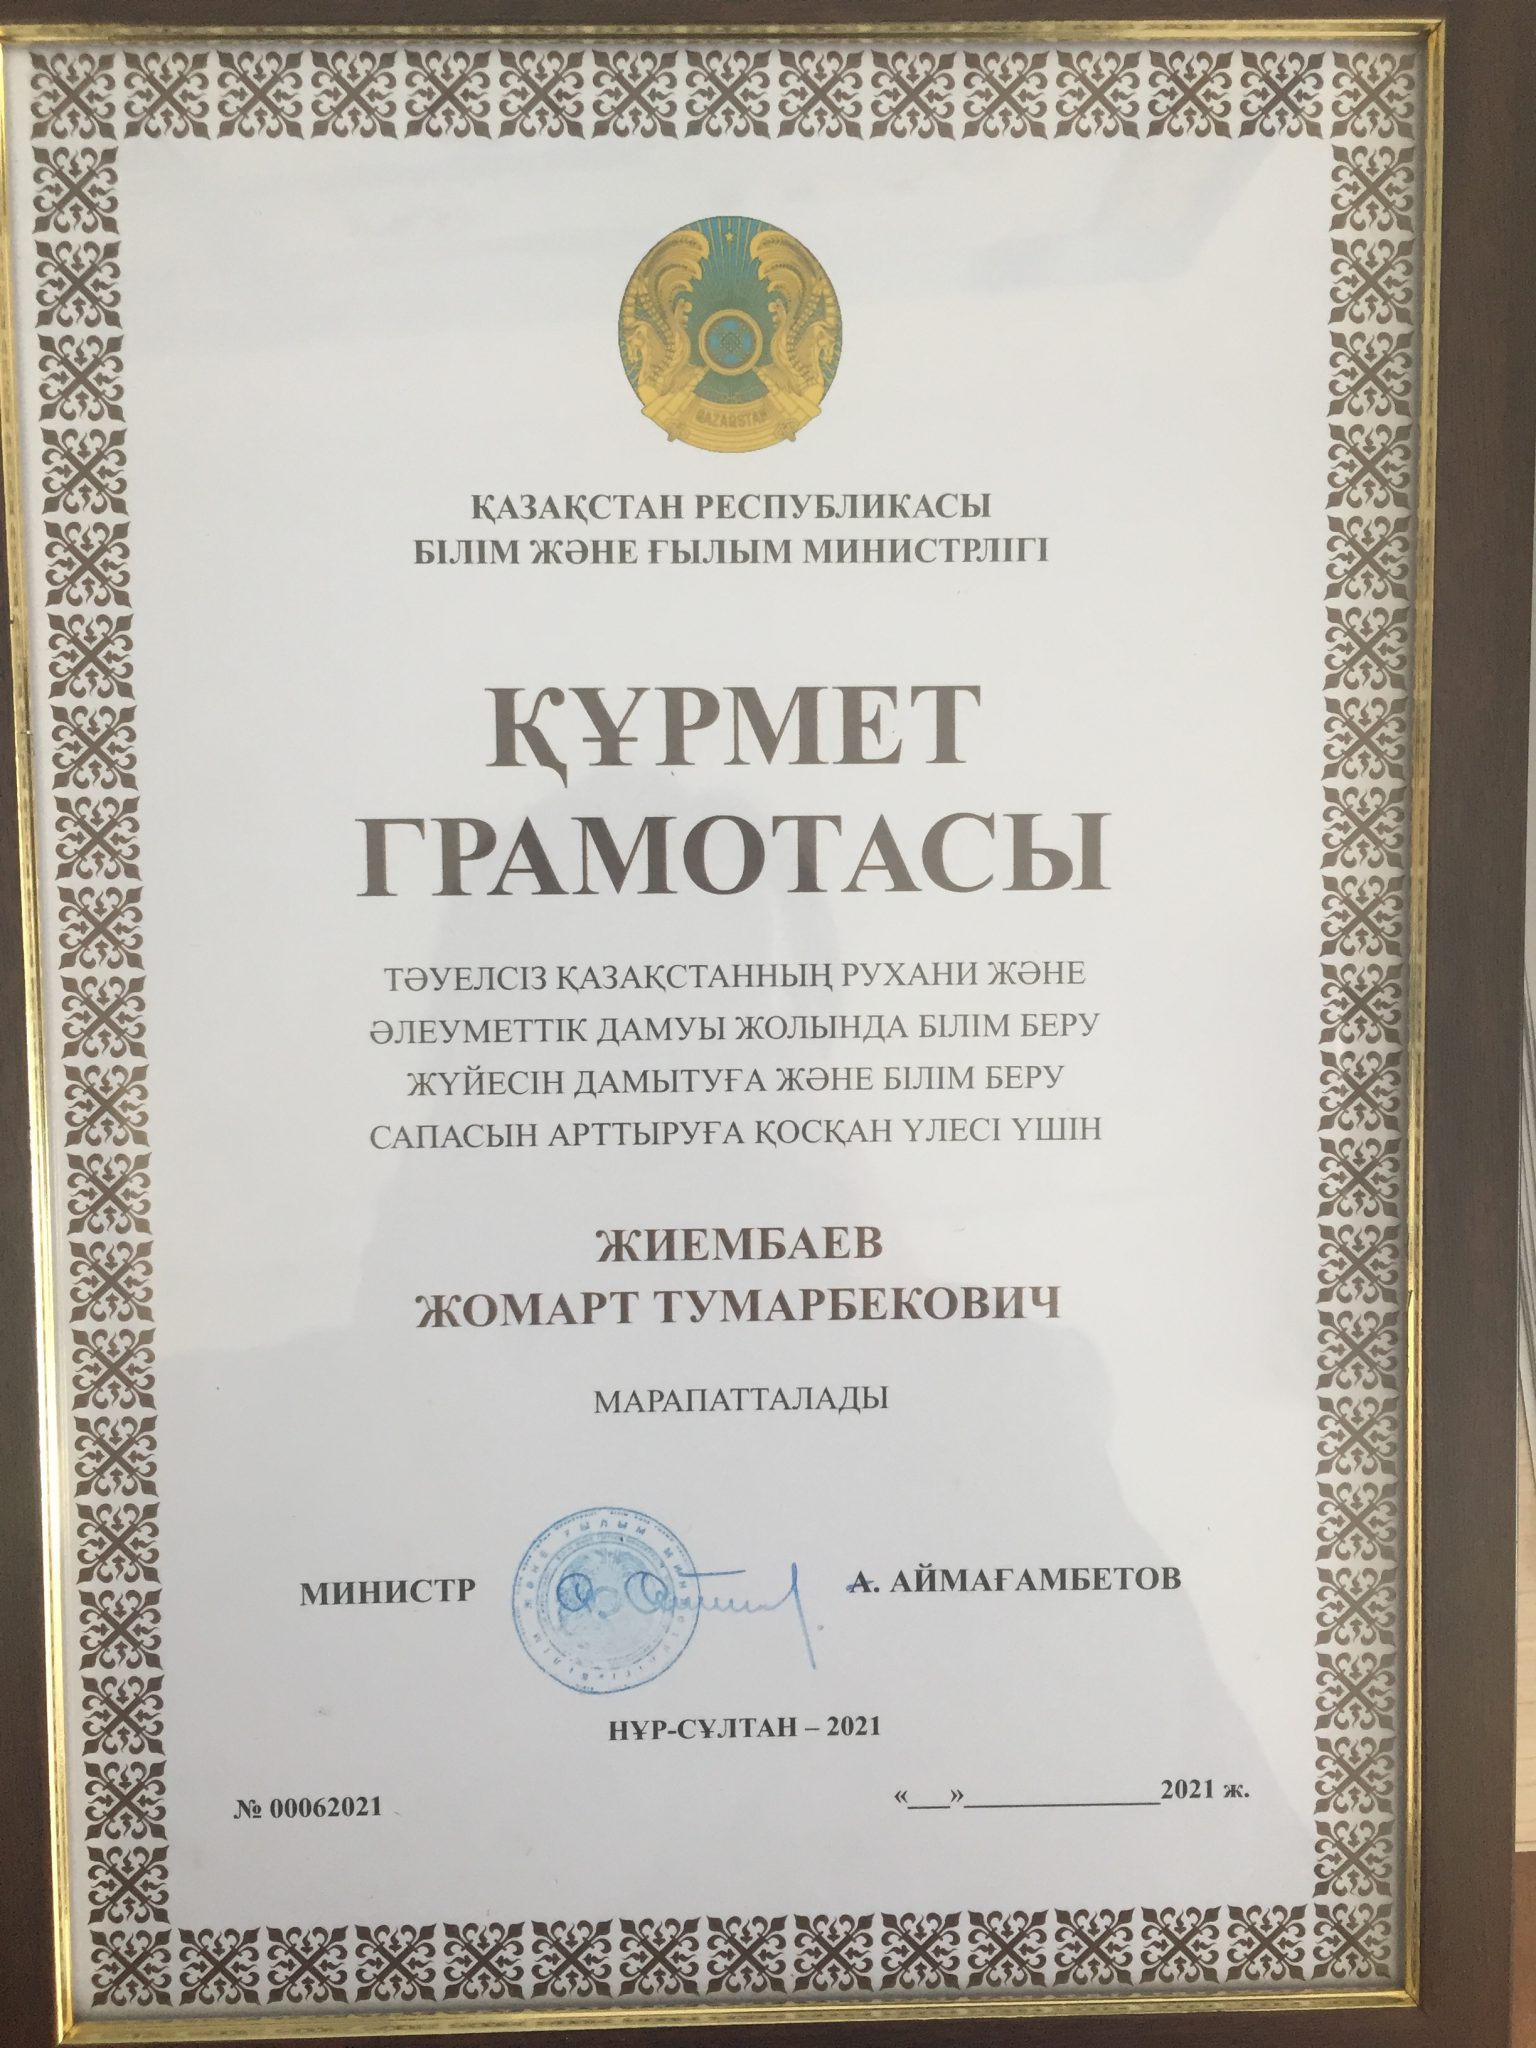 QAZAQSTAN
ҚАЗАҚСТАН РЕСПУБЛИКАСЫ
БІЛІМ ЖӘНЕ ҒЫЛЫМ МИНИСТРЛІГІ
ҚҰРМЕТ
ГРАМОТАСЫ
ТӘУЕЛСІЗ ҚАЗАҚСТАННЫҢ РУХАНИ ЖӘНЕ
ӘЛЕУМЕТТІК ДАМУЫ ЖОЛЫНДА БІЛІМ БЕРУ
ЖҮЙЕСІН ДАМЫТУҒА ЖӘНЕ БІЛІМ БЕРУ
САПАСЫН АРТТЫРУҒА ҚОСҚАН ҮЛЕСІ ҮШІН
ЖИЕМБАЕВ
ЖОМАРТ ТУМАРБЕКОВИЧ
МАРАПАТТАЛАДЫ
МИНИСТР А. АЙМАҒАМБЕТОВ
НҰР-СҰЛТАН – 2021
№ 00062021 «___»______________2021 ж.